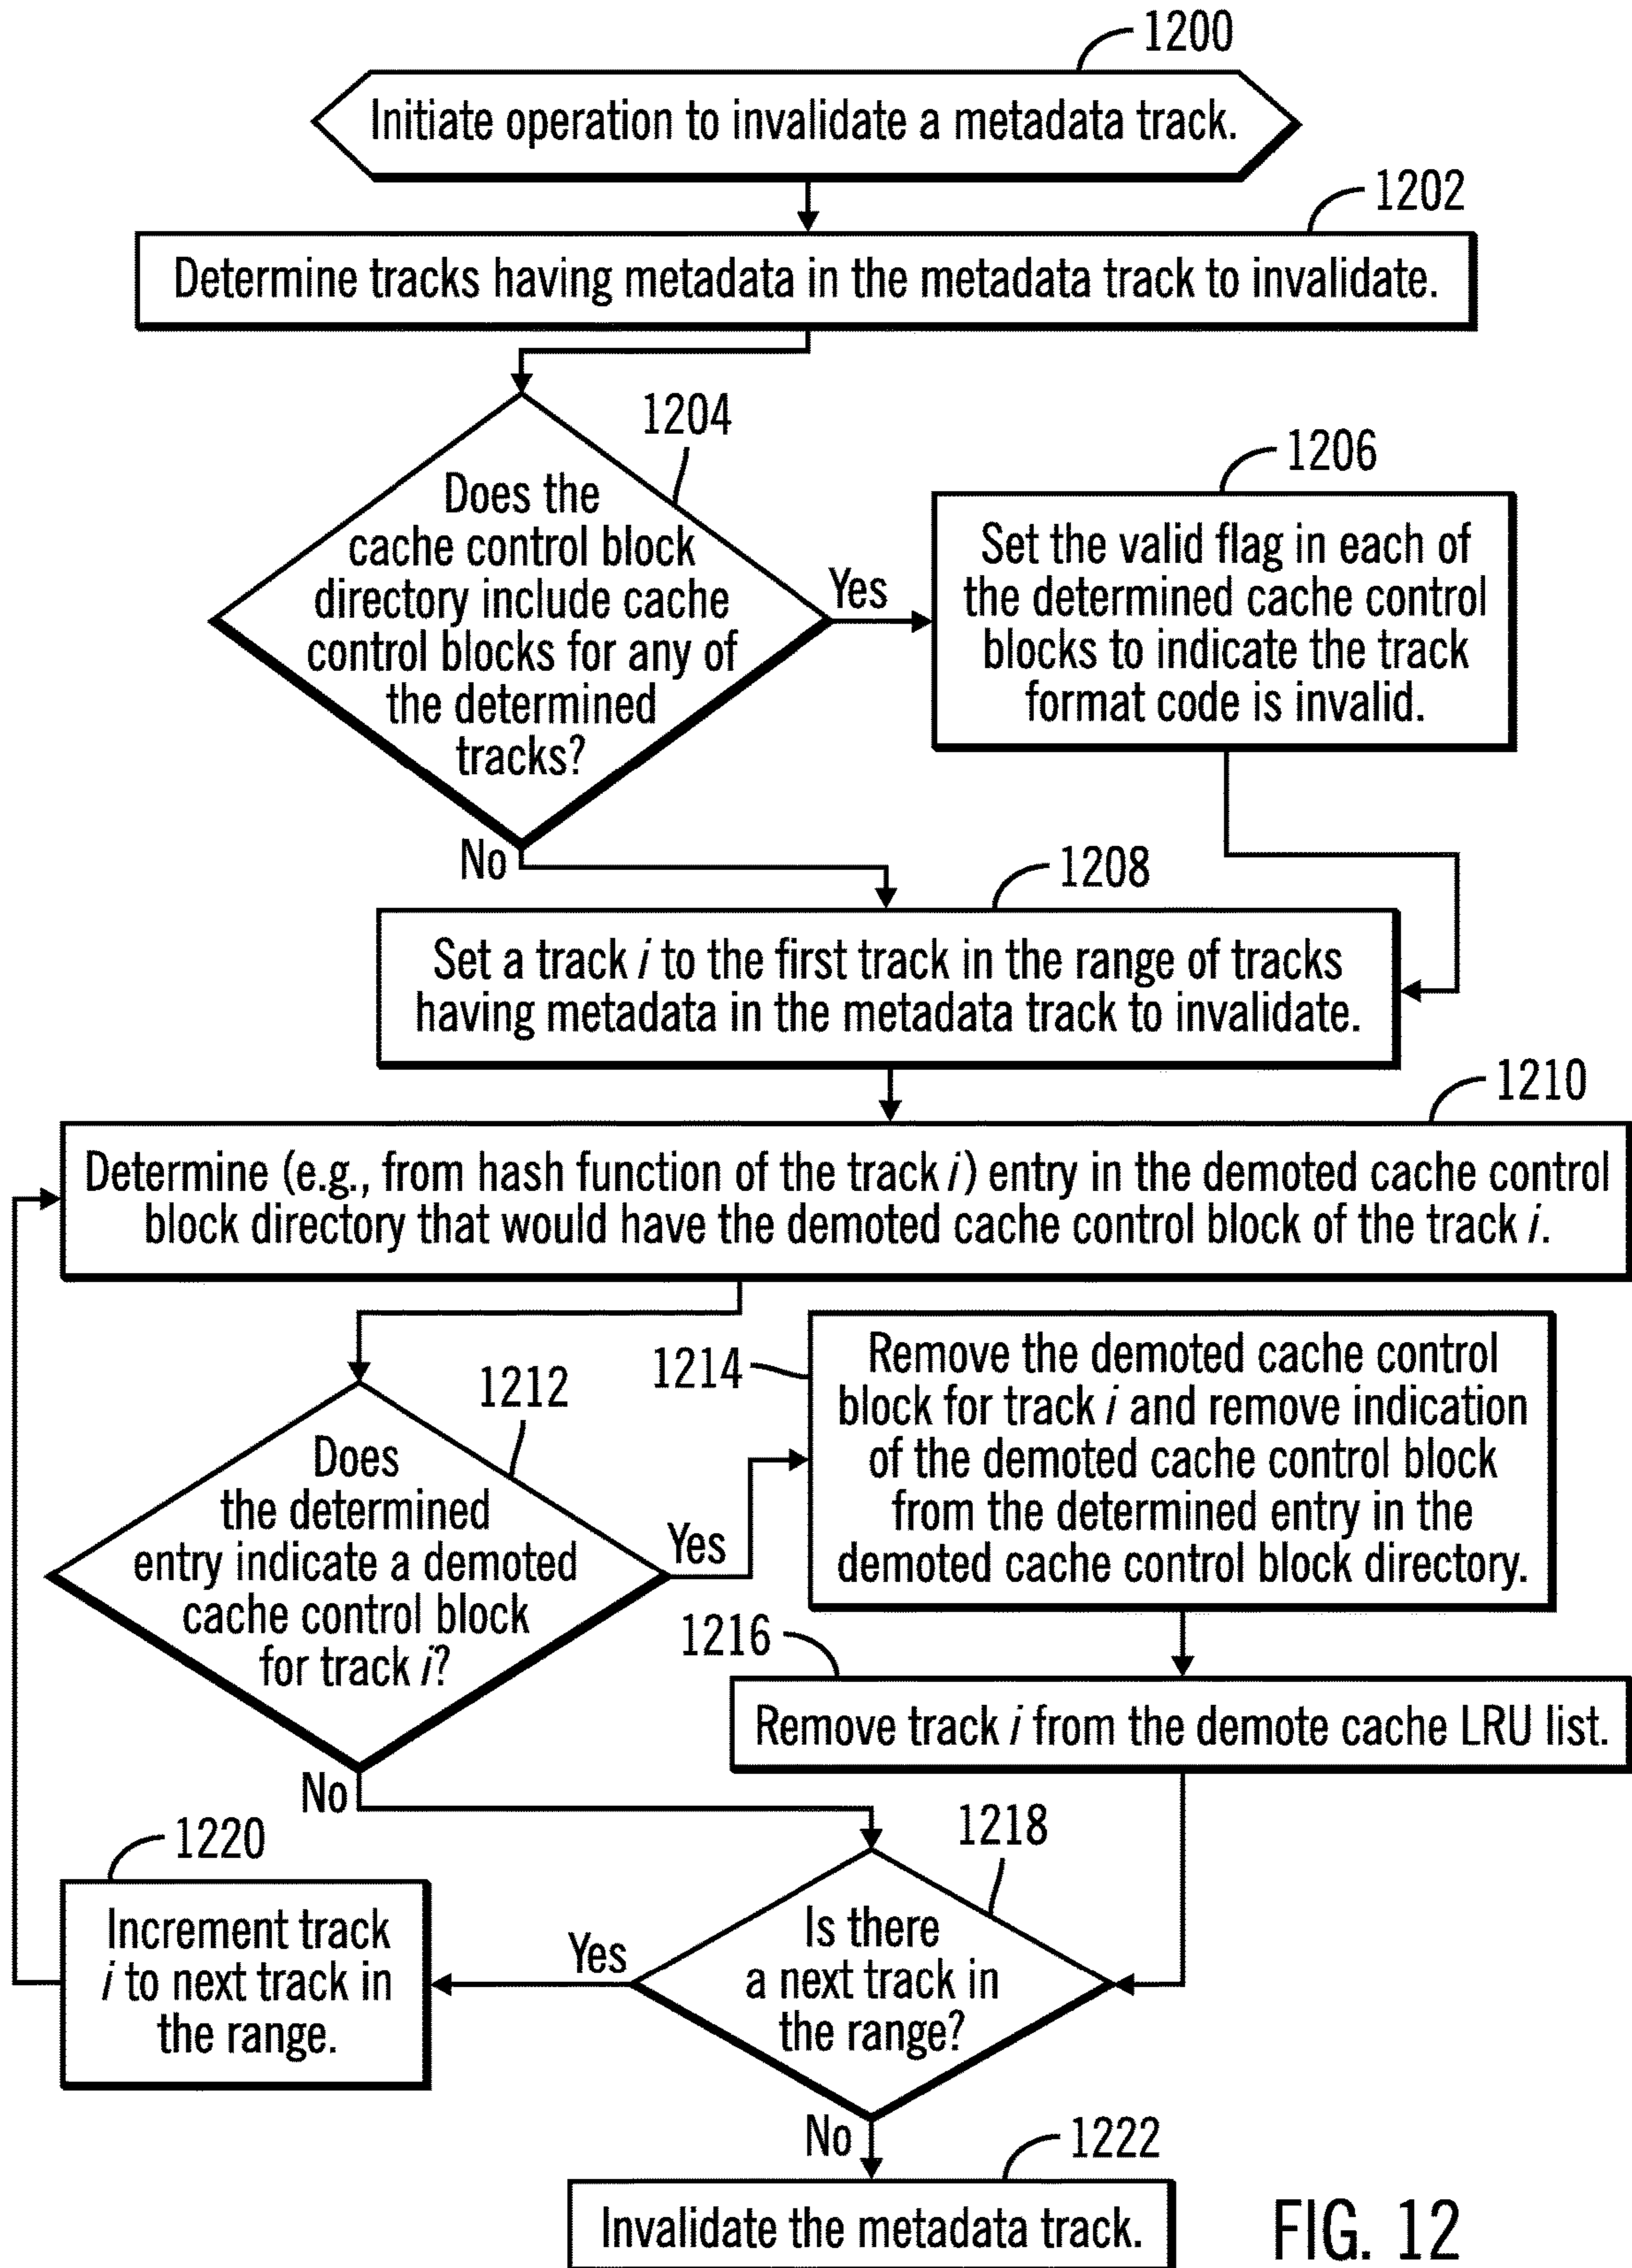 1200
Initiate operation to invalidate a metadata track.
1202
Determine tracks having metadata in the metadata track to invalidate.
1204
Does the
cache control block
directory include cache
control blocks for any of
the determined
tracks?
Yes
No
1206
Set the valid flag in each of
the determined cache control
blocks to indicate the track
format code is invalid.
1208
Set a track i to the first track in the range of tracks
having metadata in the metadata track to invalidate.
1210
Determine (e.g., from hash function of the track i) entry in the demoted cache control
block directory that would have the demoted cache control block of the track i.
1212
Does
the determined
entry indicate a demoted
cache control block
for track i?
Yes
No
1214
Remove the demoted cache control
block for track i and remove indication
of the demoted cache control block
from the determined entry in the
demoted cache control block directory.
1216
Remove track i from the demote cache LRU list.
1218
Is there
a next track in
the range?
Yes
No
1220
Increment track
i to next track in
the range.
1222
Invalidate the metadata track.
FIG. 12